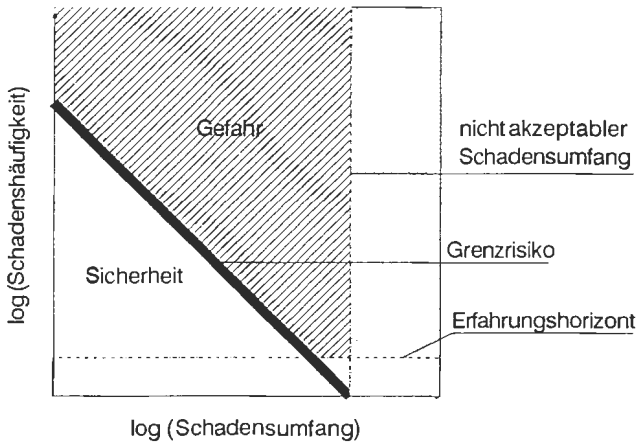 log (Schadenshäufigkeit)
Gefahr
nicht akzeptabler
Schadensumfang
Grenzrisiko
Sicherheit
Erfahrungshorizont
log (Schadensumfang)